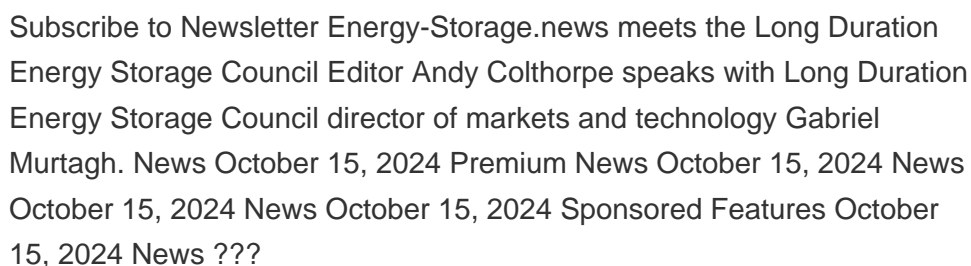 Subscribe to Newsletter Energy-Storage.news meets the Long Duration
Energy Storage Council Editor Andy Colthorpe speaks with Long Duration
Energy Storage Council director of markets and technology Gabriel
Murtagh. News October 15, 2024 Premium News October 15, 2024 News
October 15, 2024 News October 15, 2024 Sponsored Features October
15, 2024 News ???